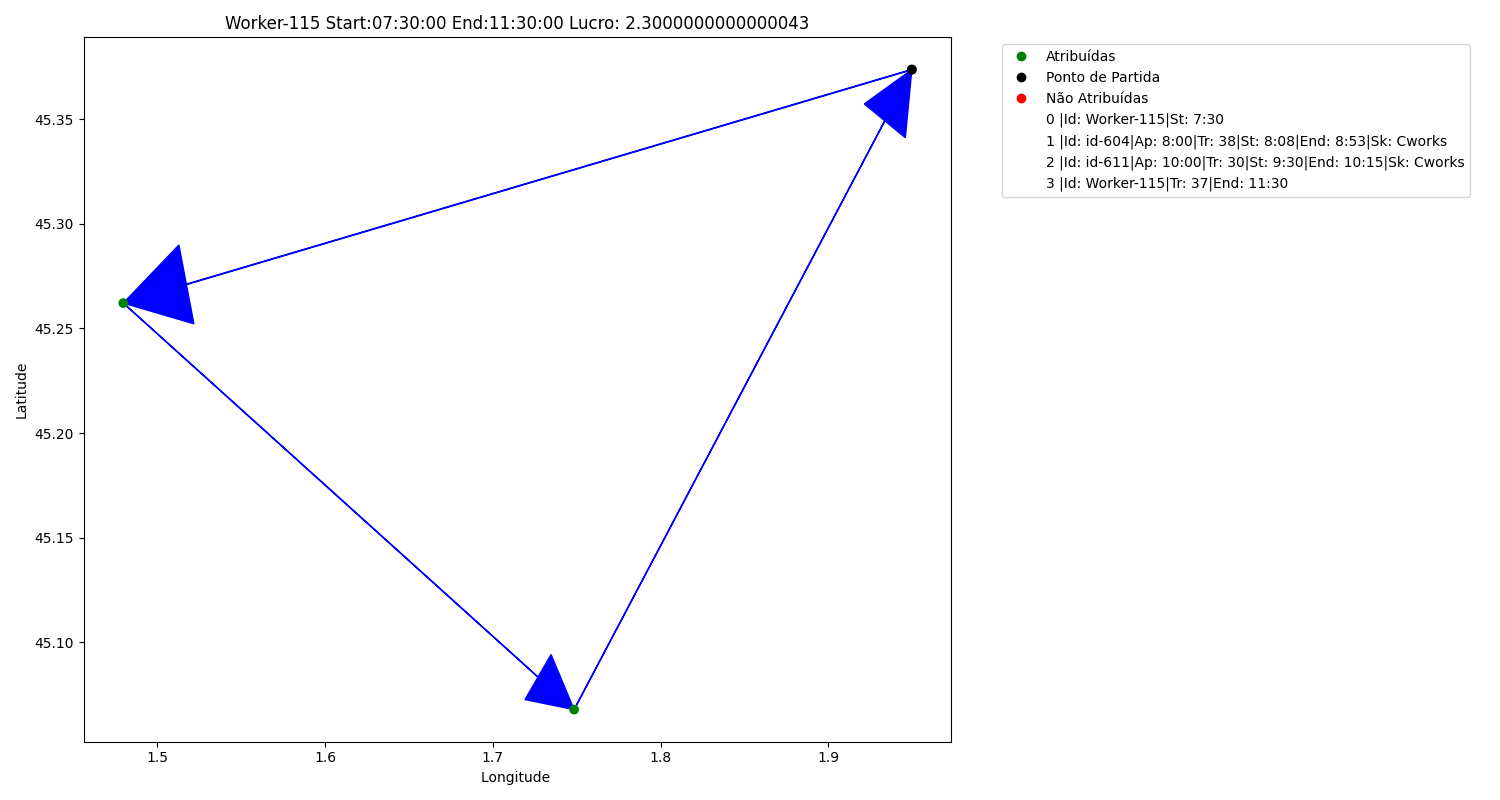 Worker-115 Start:07:30:00 End:11:30:00 Lucro: 2.3000000000000043
Atribuídas
Ponto de Partida
Não Atribuídas
0 |Id: Worker-115|St: 7:30
1 |Id: id-604|Ap: 8:00|Tr: 38|St: 8:08|End: 8:53|Sk: Cworks
2 |Id: id-611|Ap: 10:00|Tr: 30|St: 9:30|End: 10:15|Sk: Cworks
3 |Id: Worker-115|Tr: 37|End: 11:30
45.35
45.30
45.25
45.20
45.15
45.10
Latitude
1.5 1.6 1.7 1.8 1.9
Longitude